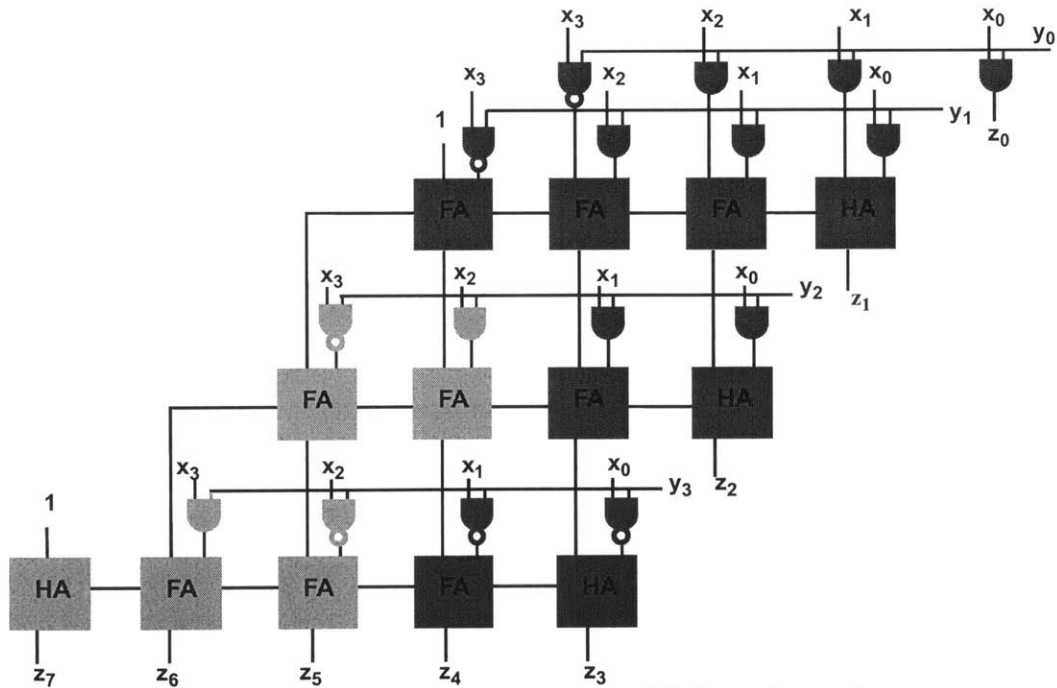 x3 x2 x1 x0 y0
x3 x2 x1 x0 y1
1 z0
FA FA FA HA
x3 x2 x1 x0 y2 z1
FA FA FA HA
x3 x2 x1 x0 y3 z2
1
HA FA FA FA HA
z7 z6 z5 z4 z3